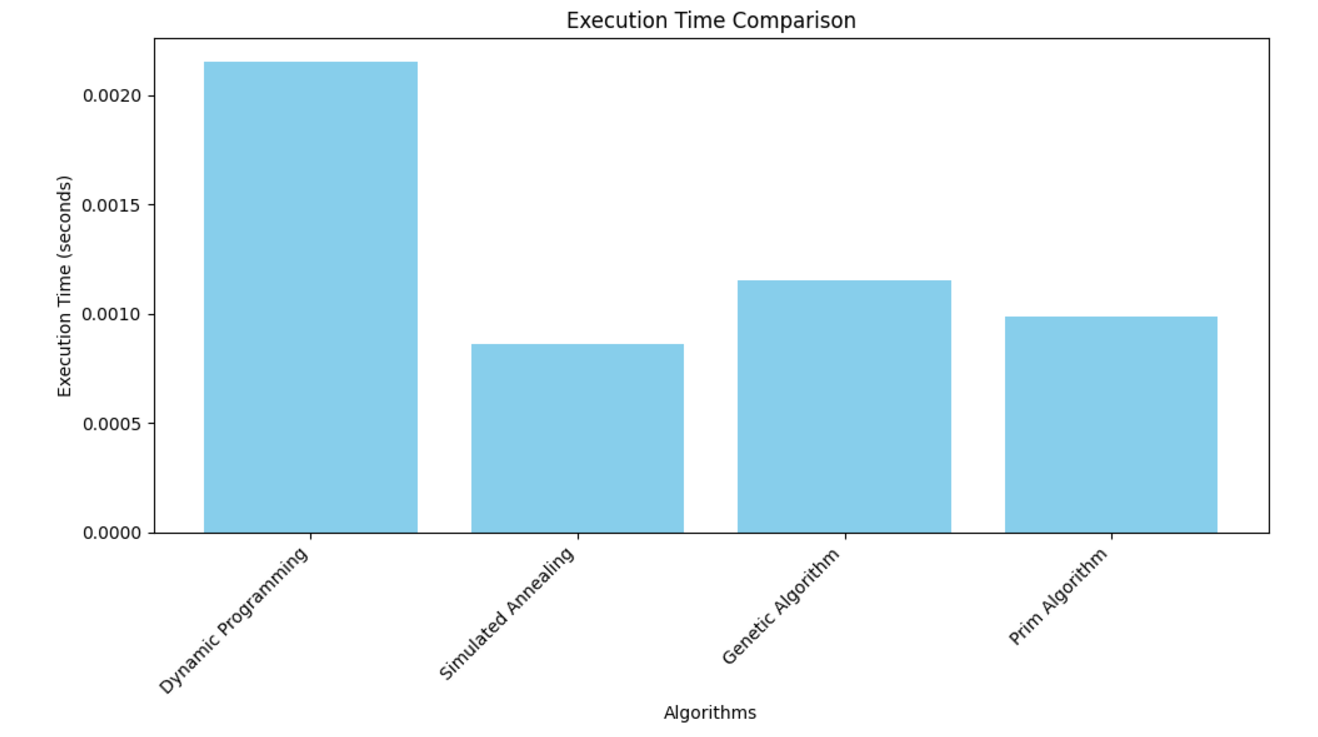 Execution Time Comparison
Execution Time (seconds)
0.0020
0.0015
0.0010
0.0005
0.0000
Dynamic Programming
Simulated Annealing
Genetic Algorithm
Prim Algorithm
Algorithms